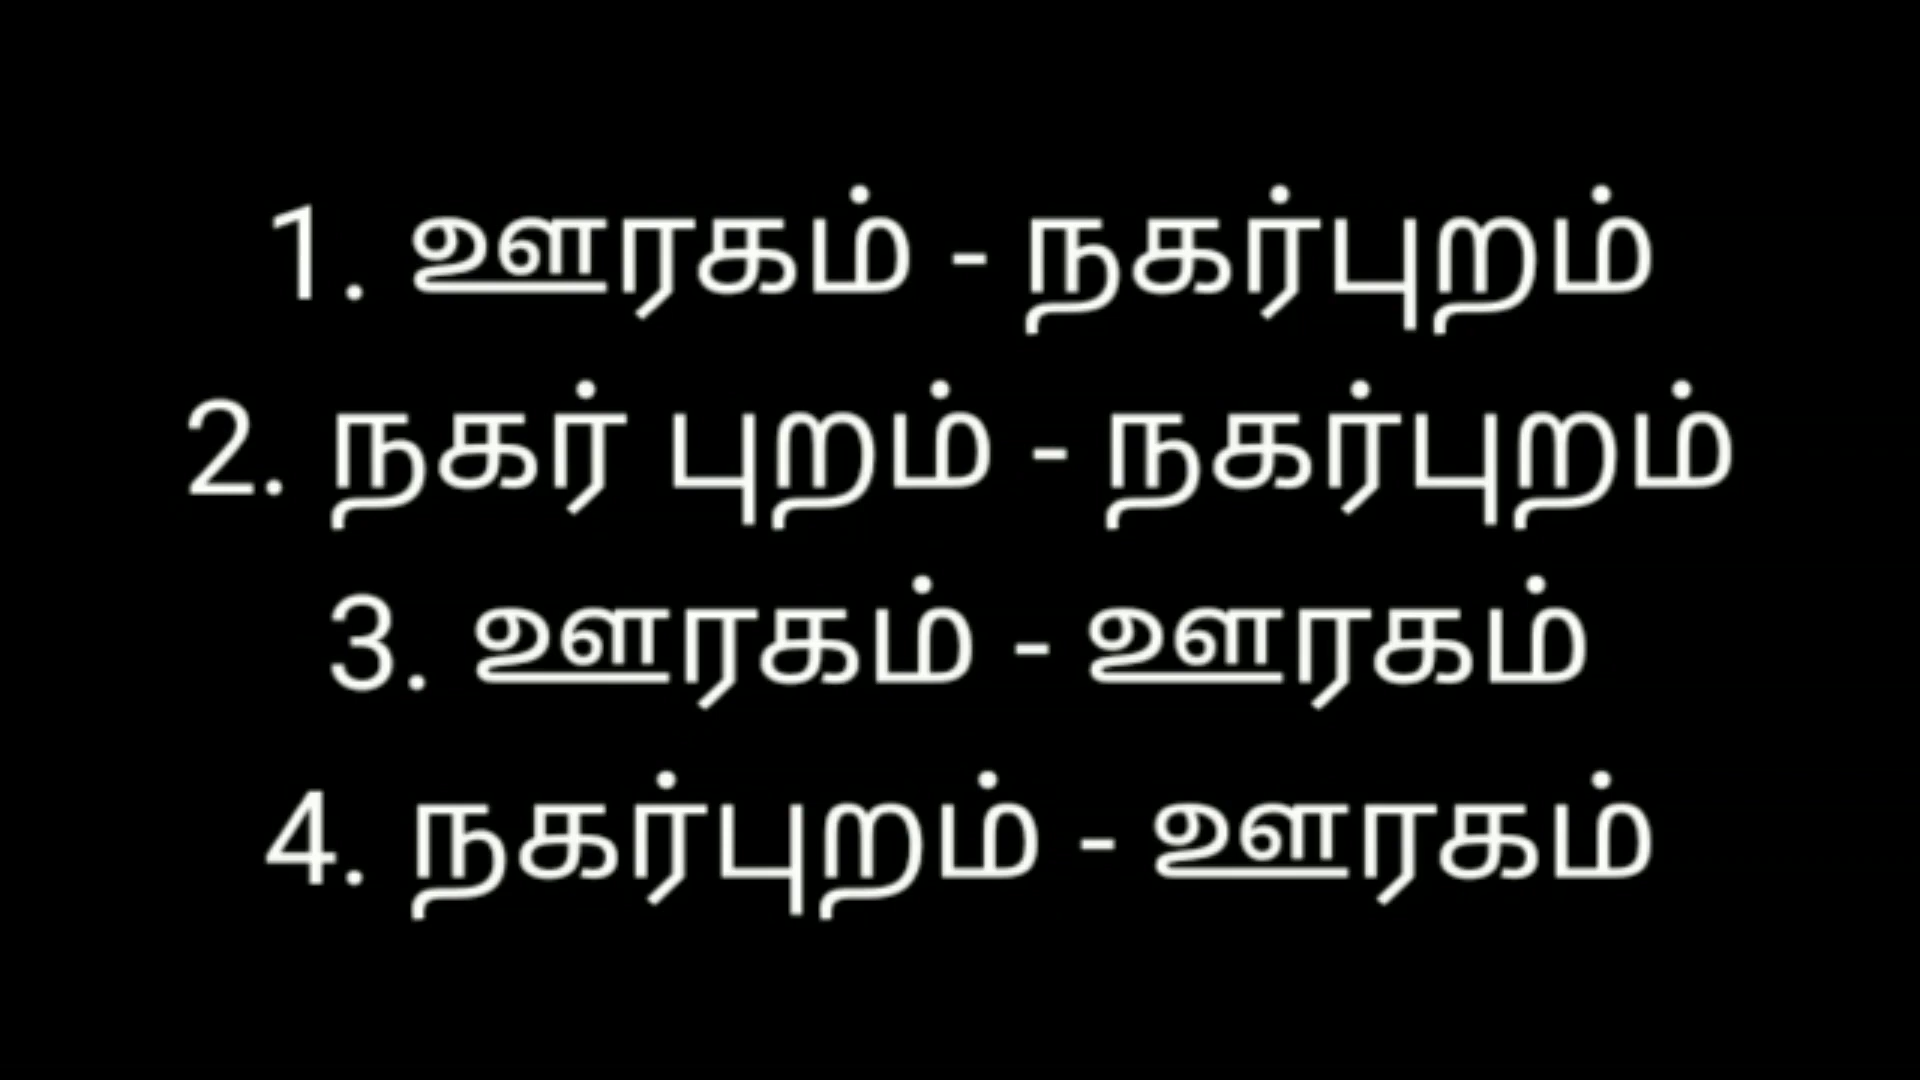 1. ஊரகம் - நகர்புறம்
2. நகர் புறம் - நகர்புறம்
3. ஊரகம் - ஊரகம்
4. நகர்புறம் - ஊரகம்